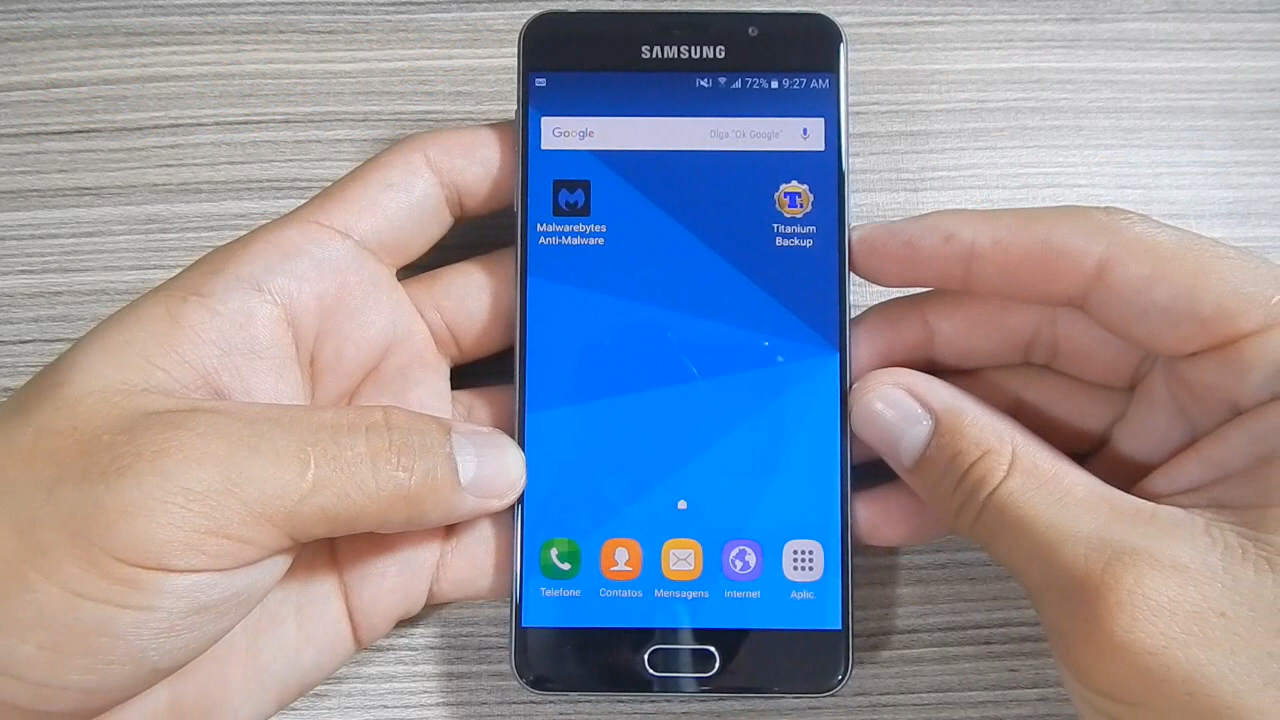 SAMSUNG
72% 9:27 AM
Google Diga "Ok Google"
Malwarebytes
Anti-Malware
Titanium
Backup
Telefone
Contatos
Mensagens
Internet
Aplic.